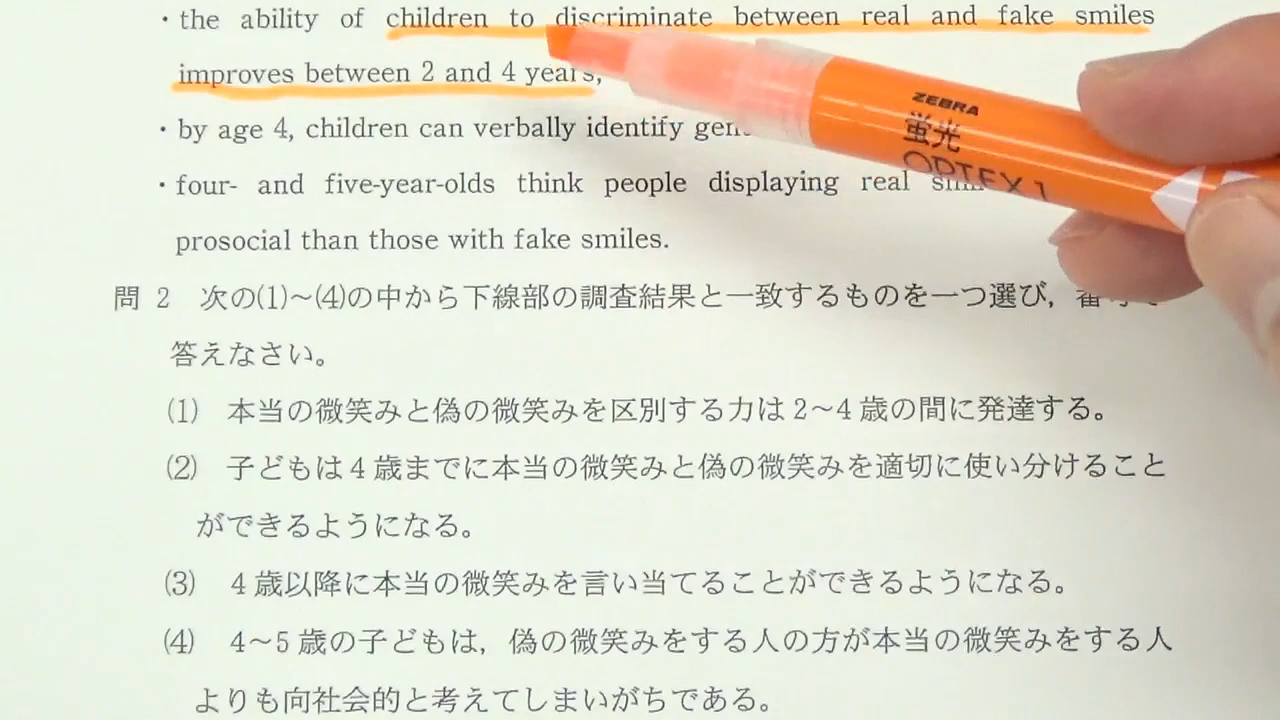 ・the ability of children to discriminate between real and fake smiles
improves between 2 and 4 years,
・by age 4, children can verbally identify
・four- and five-year-olds think people displaying real
prosocial than those with fake smiles.
問 2 次の(1)～(4)の中から下線部の調査結果と一致するものを一つ選び，番号で
答えなさい。
(1) 本当の微笑みと偽の微笑みを区別する力は2～4歳の間に発達する。
(2) 子どもは4歳までに本当の微笑みと偽の微笑みを適切に使い分けること
ができるようになる。
(3) 4歳以降に本当の微笑みを言い当てることができるようになる。
(4) 4～5歳の子どもは，偽の微笑みをする人の方が本当の微笑みをする人
よりも向社会的と考えてしまいがちである。
ZEBRA
蛍光
OPTEX 1